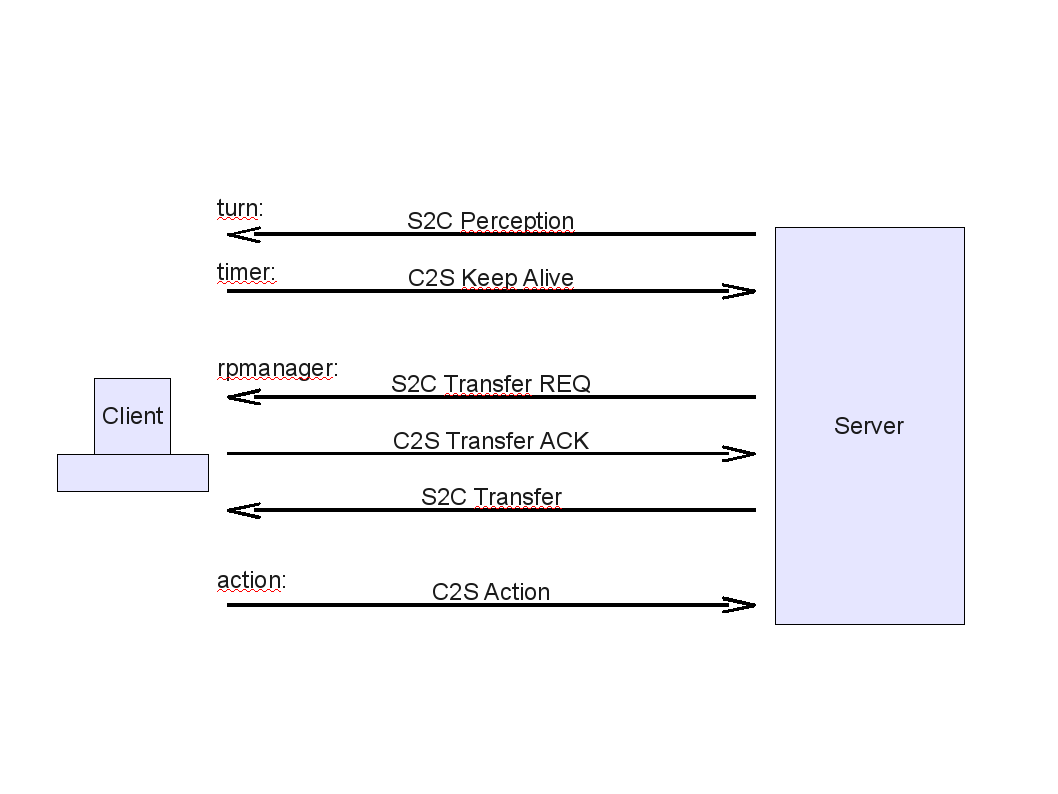 turn:
S2C Perception
timer:
C2S Keep Alive
rpmanager:
S2C Transfer REQ
Client
Server
C2S Transfer ACK
S2C Transfer
action:
C2S Action